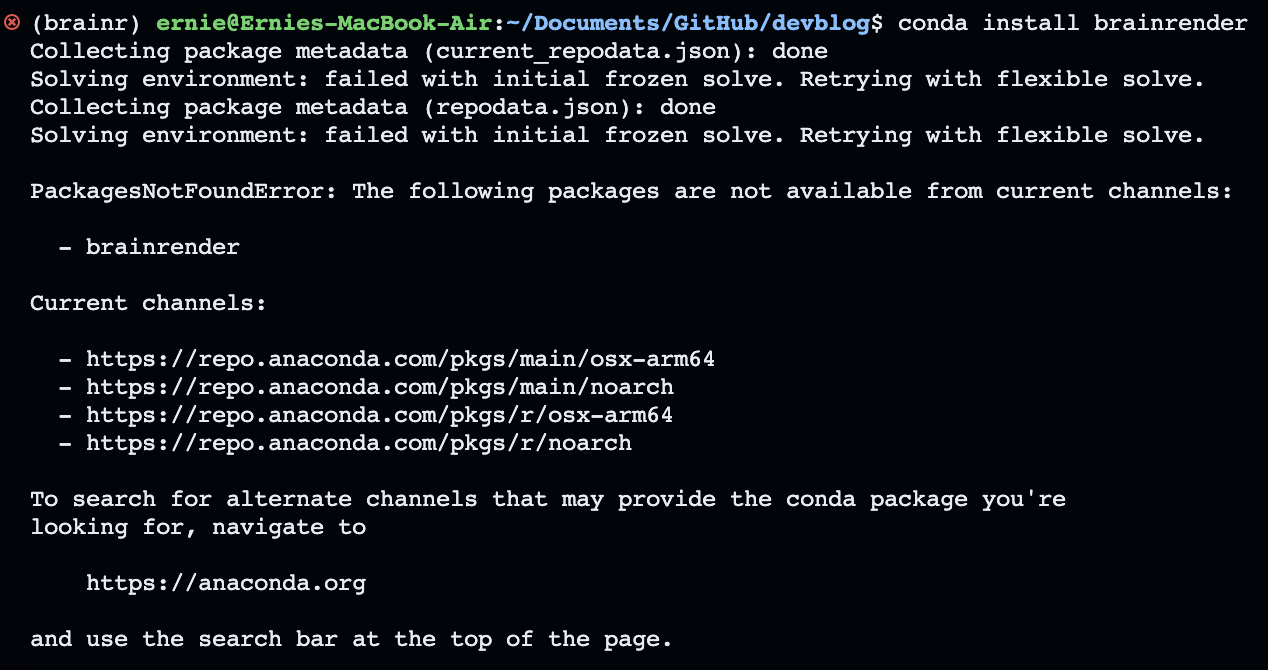 (brainr) ernie@Ernies-MacBook-Air:~/Documents/GitHub/devblog$ conda install brainrender
Collecting package metadata (current_repodata.json): done
Solving environment: failed with initial frozen solve. Retrying with flexible solve.
Collecting package metadata (repodata.json): done
Solving environment: failed with initial frozen solve. Retrying with flexible solve.
PackagesNotFoundError: The following packages are not available from current channels:
- brainrender
Current channels:
- https://repo.anaconda.com/pkgs/main/osx-arm64
- https://repo.anaconda.com/pkgs/main/noarch
- https://repo.anaconda.com/pkgs/r/osx-arm64
- https://repo.anaconda.com/pkgs/r/noarch
To search for alternate channels that may provide the conda package you're
looking for, navigate to
https://anaconda.org
and use the search bar at the top of the page.